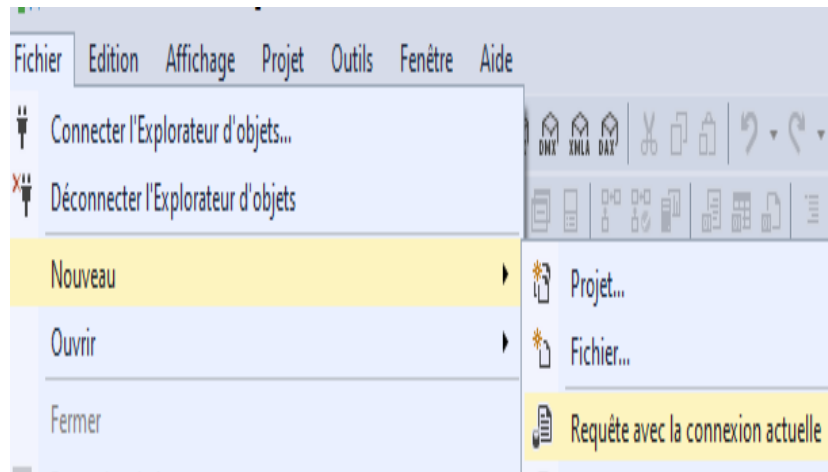 Fichier Edition Affichage Projet Outils Fenêtre Aide
Connecter l'Explorateur d'objets...
DMX XMLA DAX
Déconnecter l'Explorateur d'objets
Nouveau
Projet...
Ouvrir
Fichier...
Fermer
Requête avec la connexion actuelle